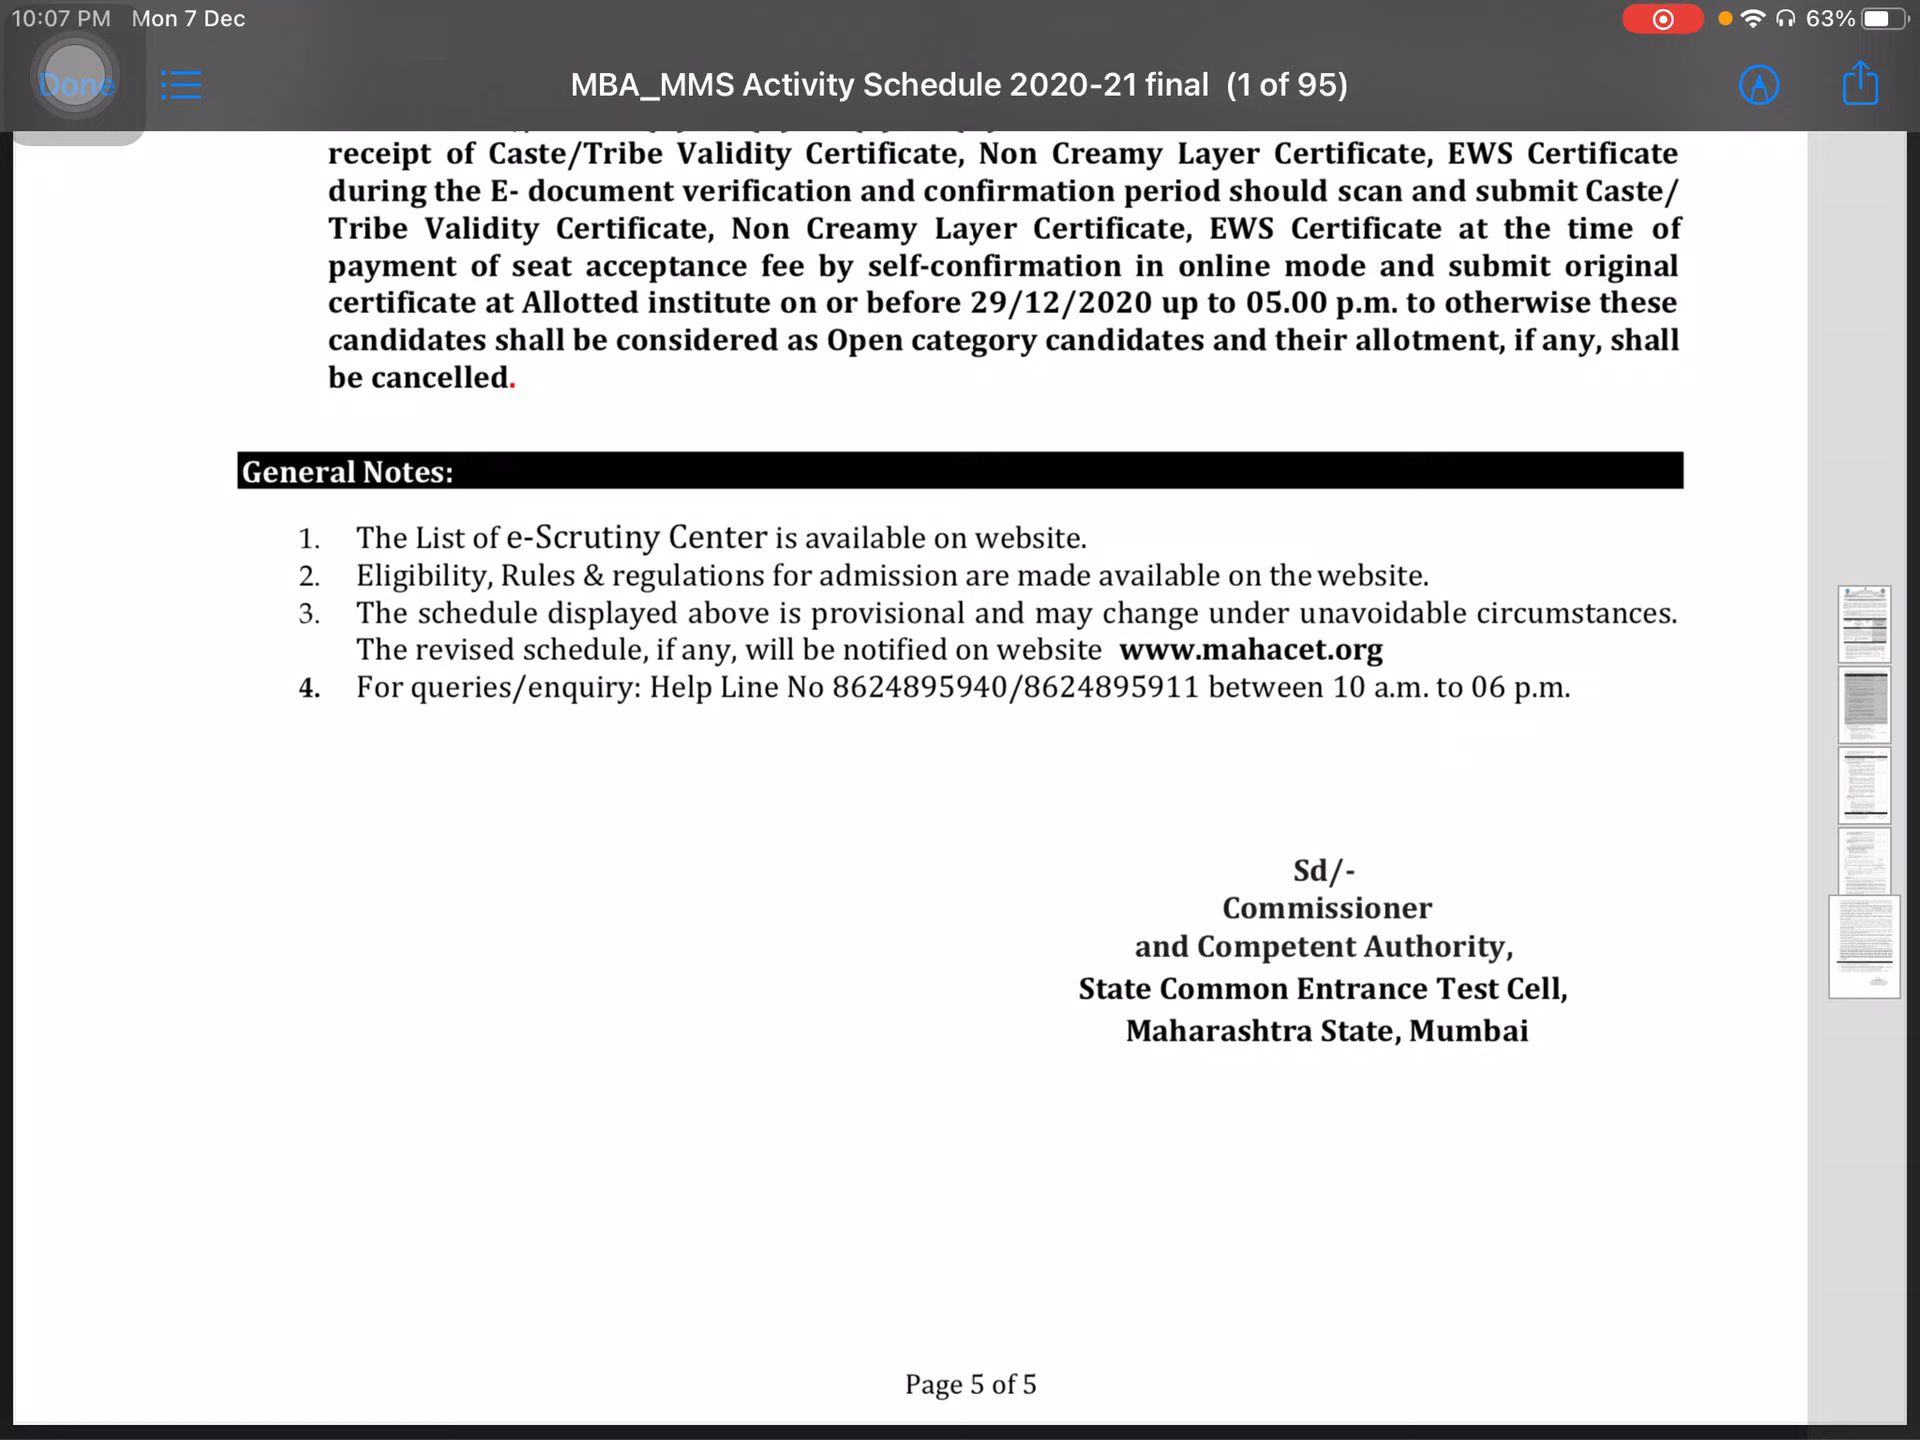 10:07 PM Mon 7 Dec
63%
Done
MBA_MMS Activity Schedule 2020-21 final (1 of 95)
receipt of Caste/Tribe Validity Certificate, Non Creamy Layer Certificate, EWS Certificate
during the E- document verification and confirmation period should scan and submit Caste/
Tribe Validity Certificate, Non Creamy Layer Certificate, EWS Certificate at the time of
payment of seat acceptance fee by self-confirmation in online mode and submit original
certificate at Allotted institute on or before 29/12/2020 up to 05.00 p.m. to otherwise these
candidates shall be considered as Open category candidates and their allotment, if any, shall
be cancelled.
General Notes:
1. The List of e-Scrutiny Center is available on website.
2. Eligibility, Rules & regulations for admission are made available on the website.
3. The schedule displayed above is provisional and may change under unavoidable circumstances.
The revised schedule, if any, will be notified on website www.mahacet.org
4. For queries/enquiry: Help Line No 8624895940/8624895911 between 10 a.m. to 06 p.m.
Sd/-
Commissioner
and Competent Authority,
State Common Entrance Test Cell,
Maharashtra State, Mumbai
Page 5 of 5